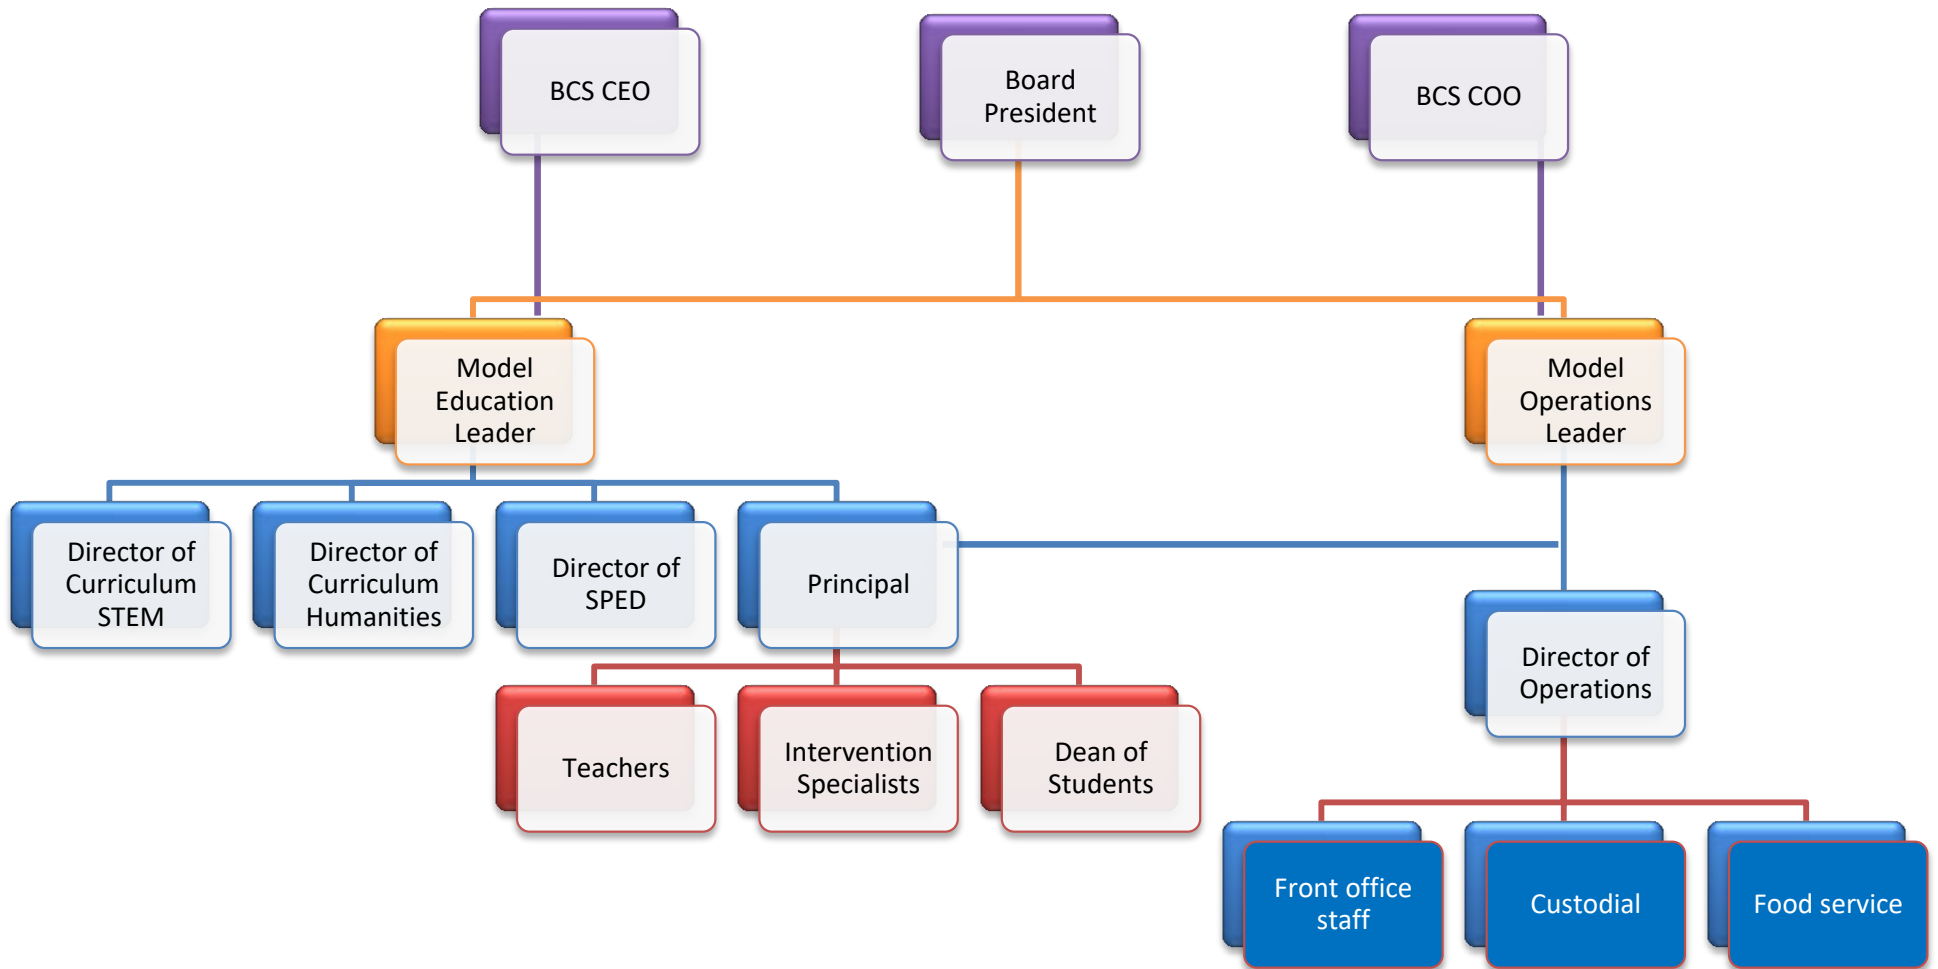 BCS CEO
Board
President
BCS COO
Model
Education
Leader
Model
Operations
Leader
Director of
Curriculum
STEM
Director of
Curriculum
Humanities
Director of
SPED
Principal
Director of
Operations
Teachers
Intervention
Specialists
Dean of
Students
Front office
staff
Custodial
Food service